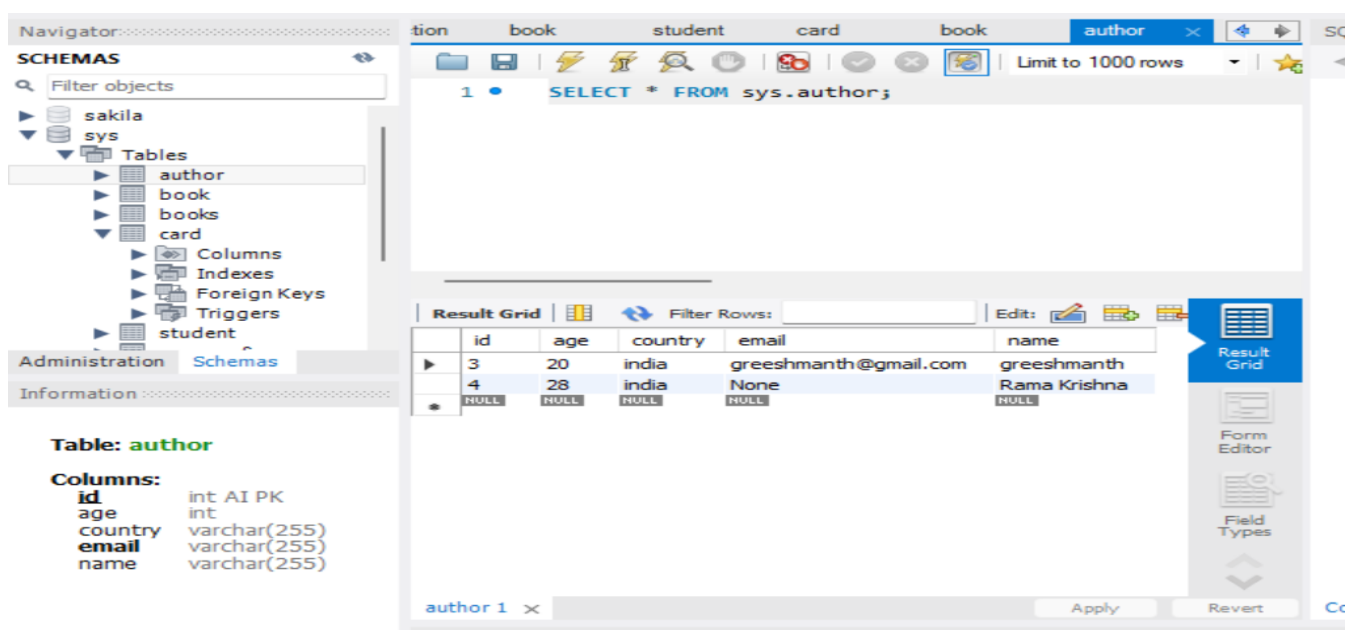 Navigator
SCHEMAS
Filter objects
sakila
sys
Tables
author
book
books
card
Columns
Indexes
Foreign Keys
Triggers
student
Administration Schemas
Information
Table: author
Columns:
id int AI PK
age int
country varchar(255)
email varchar(255)
name varchar(255)
tion book student card book author
Limit to 1000 rows
1 SELECT * FROM sys.author;
Result Grid Filter Rows: Edit:
id age country email name
3 20 india greeshmanth@gmail.com greeshmanth
4 28 india None Rama Krishna
NULL NULL NULL NULL NULL
Result
Grid
Form
Editor
Field
Types
author 1 Apply Revert
SQ
Co